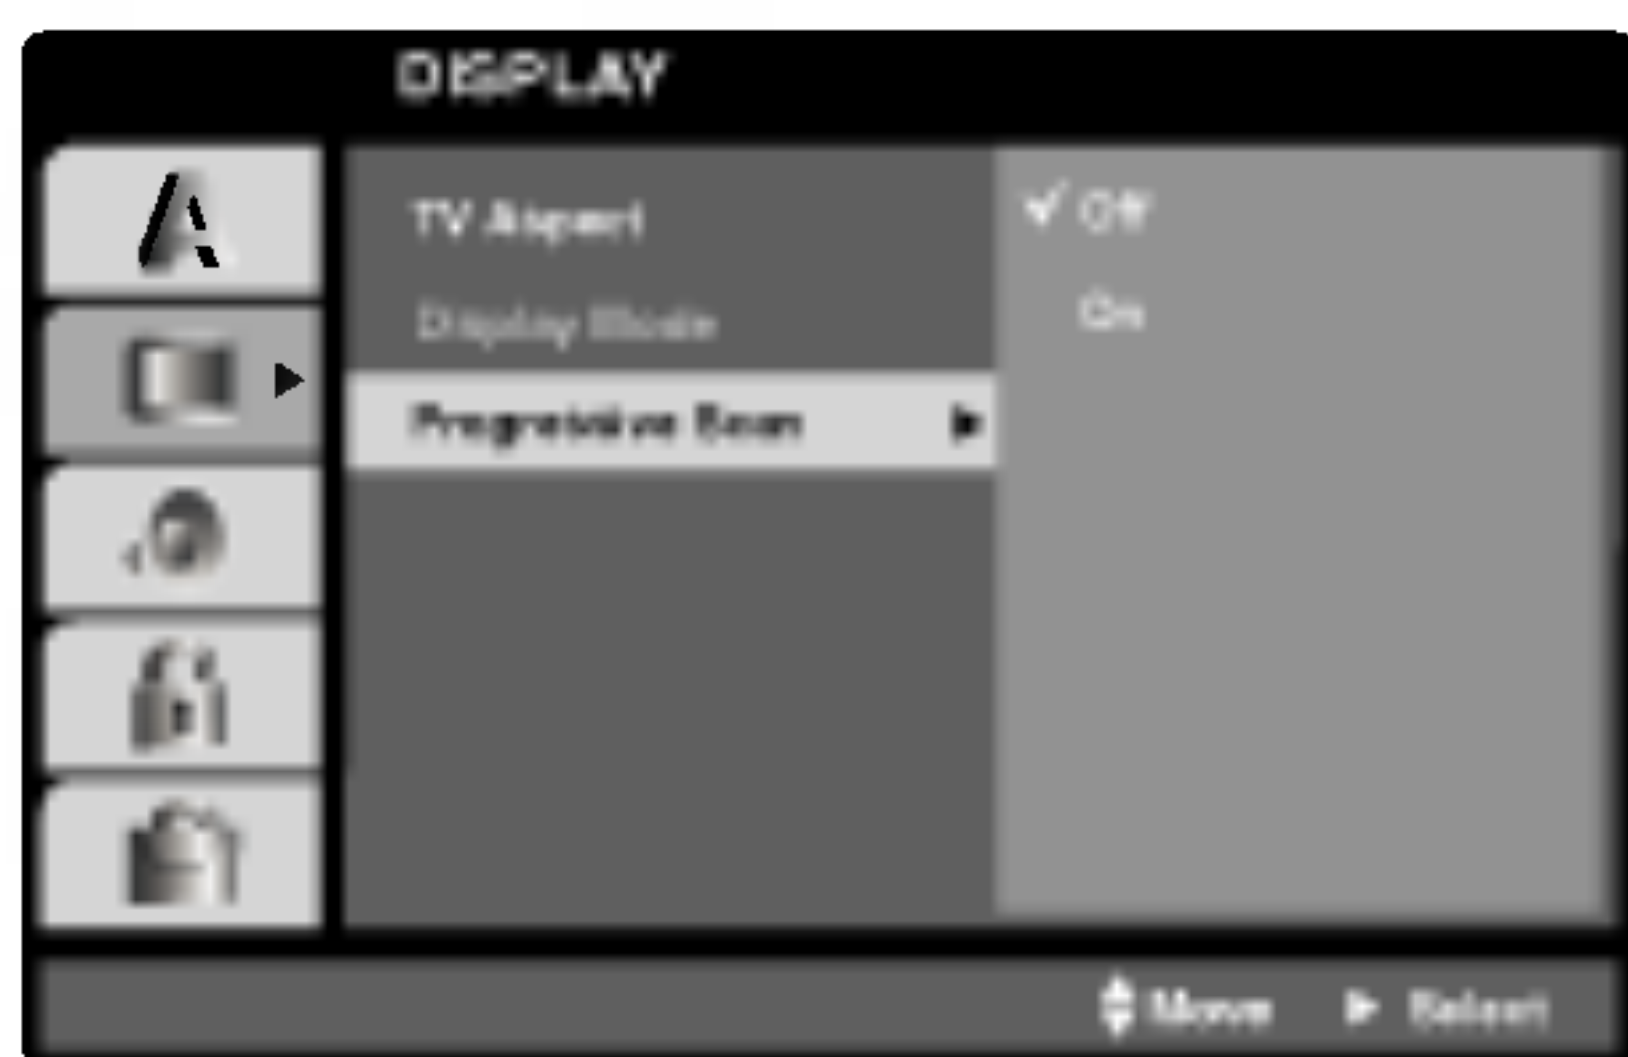 DISPLAY
A
TV Aspect
Display Mode
Progressive Scan
✓ Off
On
Move
Select